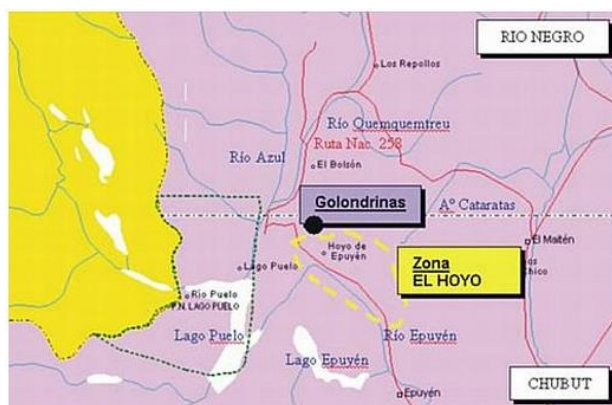 RIO NEGRO
Los Repollos
Río Quemquemtreu
Ruta Nac. 258
Río Azul
El Bolsón
Golondrinas
Aº Cataratas
El Maitén
Hoyo de
Epuyén
Zona
EL HOYO
Lago Puelo
Río Puelo
P.N. LAGO PUELO
Lago Puelo
Río Epuyén
Lago Epuyén
Epuyén
CHUBUT